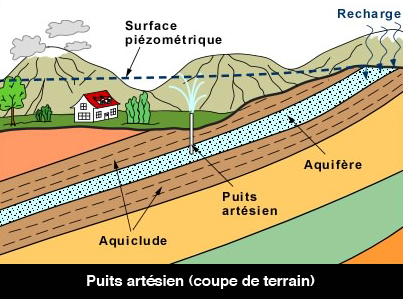 Recharge
Surface
piézométrique
Aquifère
Puits
artésien
Aquiclude
Puits artésien (coupe de terrain)